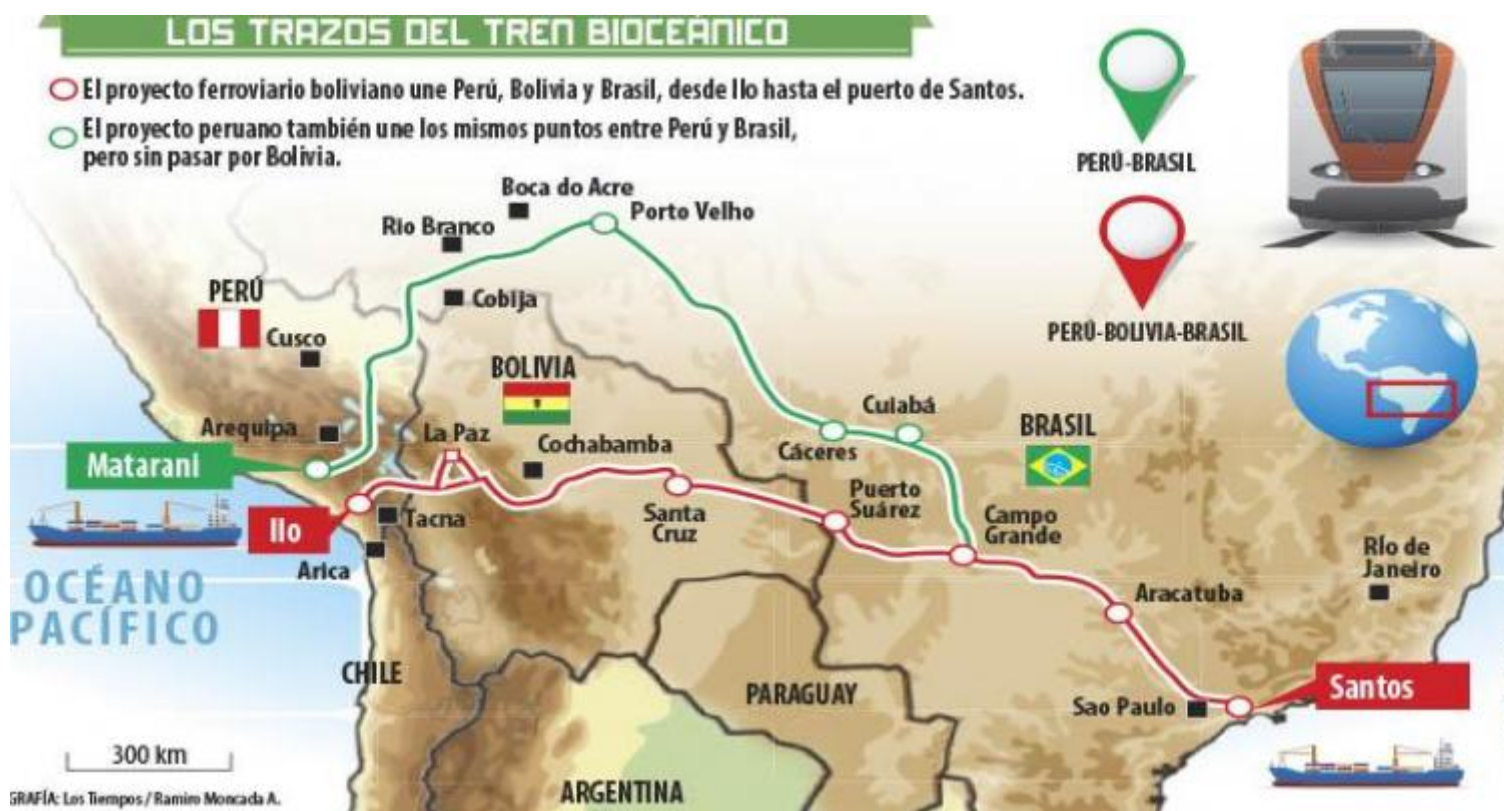 LOS TRAZOS DEL TREN BIOCEÁNICO
El proyecto ferroviario boliviano une Perú, Bolivia y Brasil, desde Ilo hasta el puerto de Santos.
El proyecto peruano también une los mismos puntos entre Perú y Brasil,
pero sin pasar por Bolivia.
PERÚ-BRASIL
PERÚ-BOLIVIA-BRASIL
Boca do Acre
Porto Velho
Rio Branco
PERÚ
Cobija
Cusco
BOLIVIA
Arequipa
La Paz
Cochabamba
Cuiabá
Cáceres
BRASIL
Matarani
Ilo
Tacna
Arica
Santa
Cruz
Puerto
Suárez
Campo
Grande
Río de
Janeiro
Aracatuba
OCÉANO
PACÍFICO
CHILE
PARAGUAY
Sao Paulo
Santos
300 km
ARGENTINA
GRAFÍA: Los Tiempos / Ramiro Moncada A.